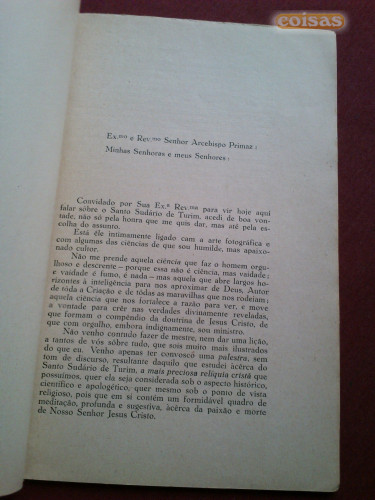 coisas
Ex.mo e Rev.mo Senhor Arcebispo Primaz:
Minhas Senhoras e meus Senhores:
Convidado por Sua Ex.ª Rev.ma para vir hoje aqui
falar sôbre o Santo Sudário de Turim, acedi de boa von-
tade, não só pela honra que me quis dar, mas até pela es-
colha do assunto.
Está êle intimamente ligado com a arte fotográfica e
com algumas das ciências de que sou humilde, mas apaixo-
nado cultor.
Não me prende aquela ciência que faz o homem orgu-
lhoso e descrente — porque essa não é ciência, mas vaidade;
e vaidade é fumo, é nada — mas aquela que abre largos ho-
rizontes à inteligência para nos aproximar de Deus, Autor
de tôda a Criação e de tôdas as maravilhas que nos rodeiam;
aquela ciência que nos fortalece a razão para ver, e move
a vontade para crêr nas verdades divinamente reveladas,
que formam o compêndio da doutrina de Jesus Cristo, de
que com orgulho, embora indignamente, sou ministro.
Não venho contudo fazer de mestre, nem dar uma lição,
a tantos de vós sôbre tudo, que sois muito mais ilustrados
do que eu. Venho apenas ter convoscó uma palestra, sem
tom de discurso, resultante daquilo que estudei àcêrca do
Santo Sudário de Turim, a mais preciosa relíquia cristã que
possuímos, quer ela seja considerada sob o aspecto histórico,
científico e apologético, quer mesmo sob o ponto de vista
religioso, pois que em si contém um formidável quadro de
meditação, profunda e sugestiva, àcêrca da paixão e morte
de Nosso Senhor Jesus Cristo.